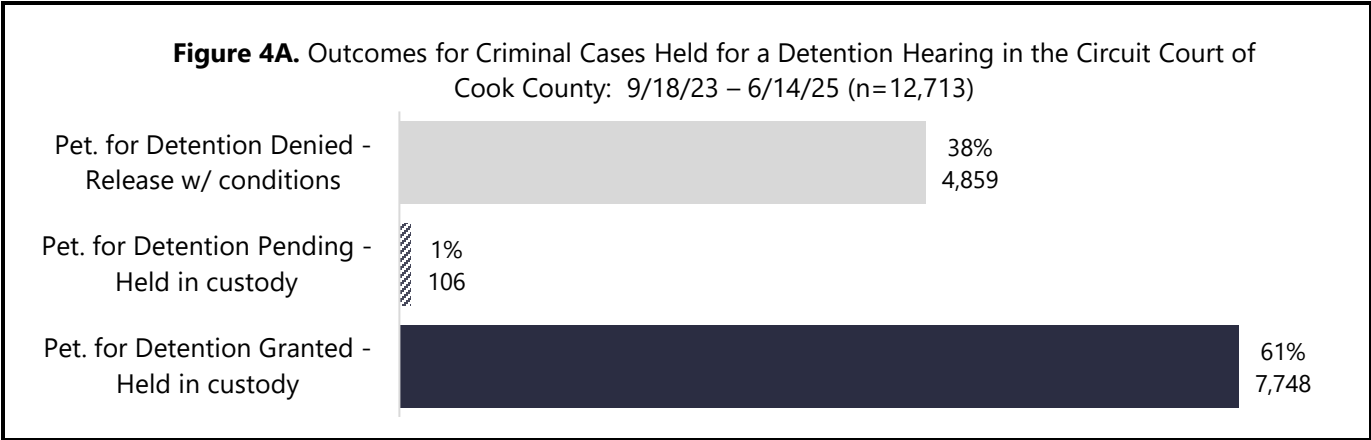 Figure 4A. Outcomes for Criminal Cases Held for a Detention Hearing in the Circuit Court of
Cook County:  9/18/23 – 6/14/25 (n=12,713)
Pet. for Detention Denied -
Release w/ conditions
38%
4,859
Pet. for Detention Pending -
Held in custody
1%
106
Pet. for Detention Granted -
Held in custody
61%
7,748